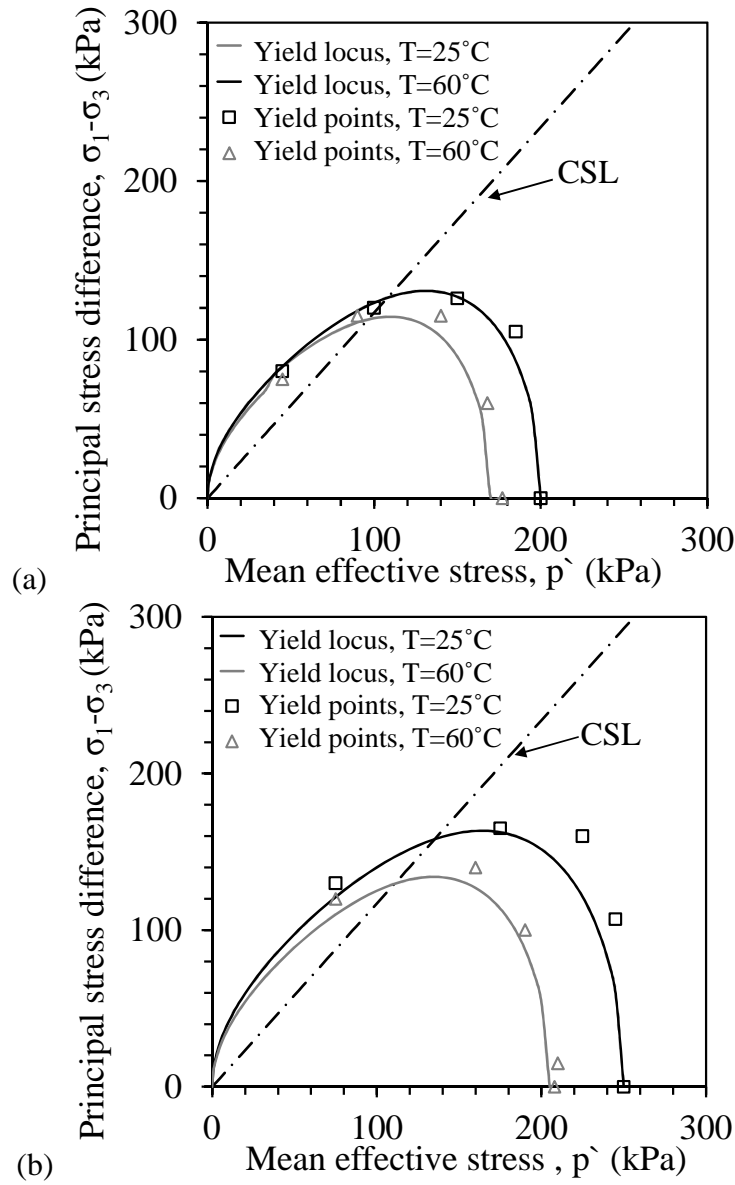 300
Yield locus, T=25˚C
Yield locus, T=60˚C
Yield points, T=25˚C
Yield points, T=60˚C
CSL
200
100
0
0 100 200 300
Principal stress difference, σ1-σ3 (kPa)
Mean effective stress, p` (kPa)
(a)
300
Yield locus, T=25˚C
Yield locus, T=60˚C
Yield points, T=25˚C
Yield points, T=60˚C
CSL
200
100
0
0 100 200 300
Principal stress difference, σ1-σ3 (kPa)
Mean effective stress , p` (kPa)
(b)